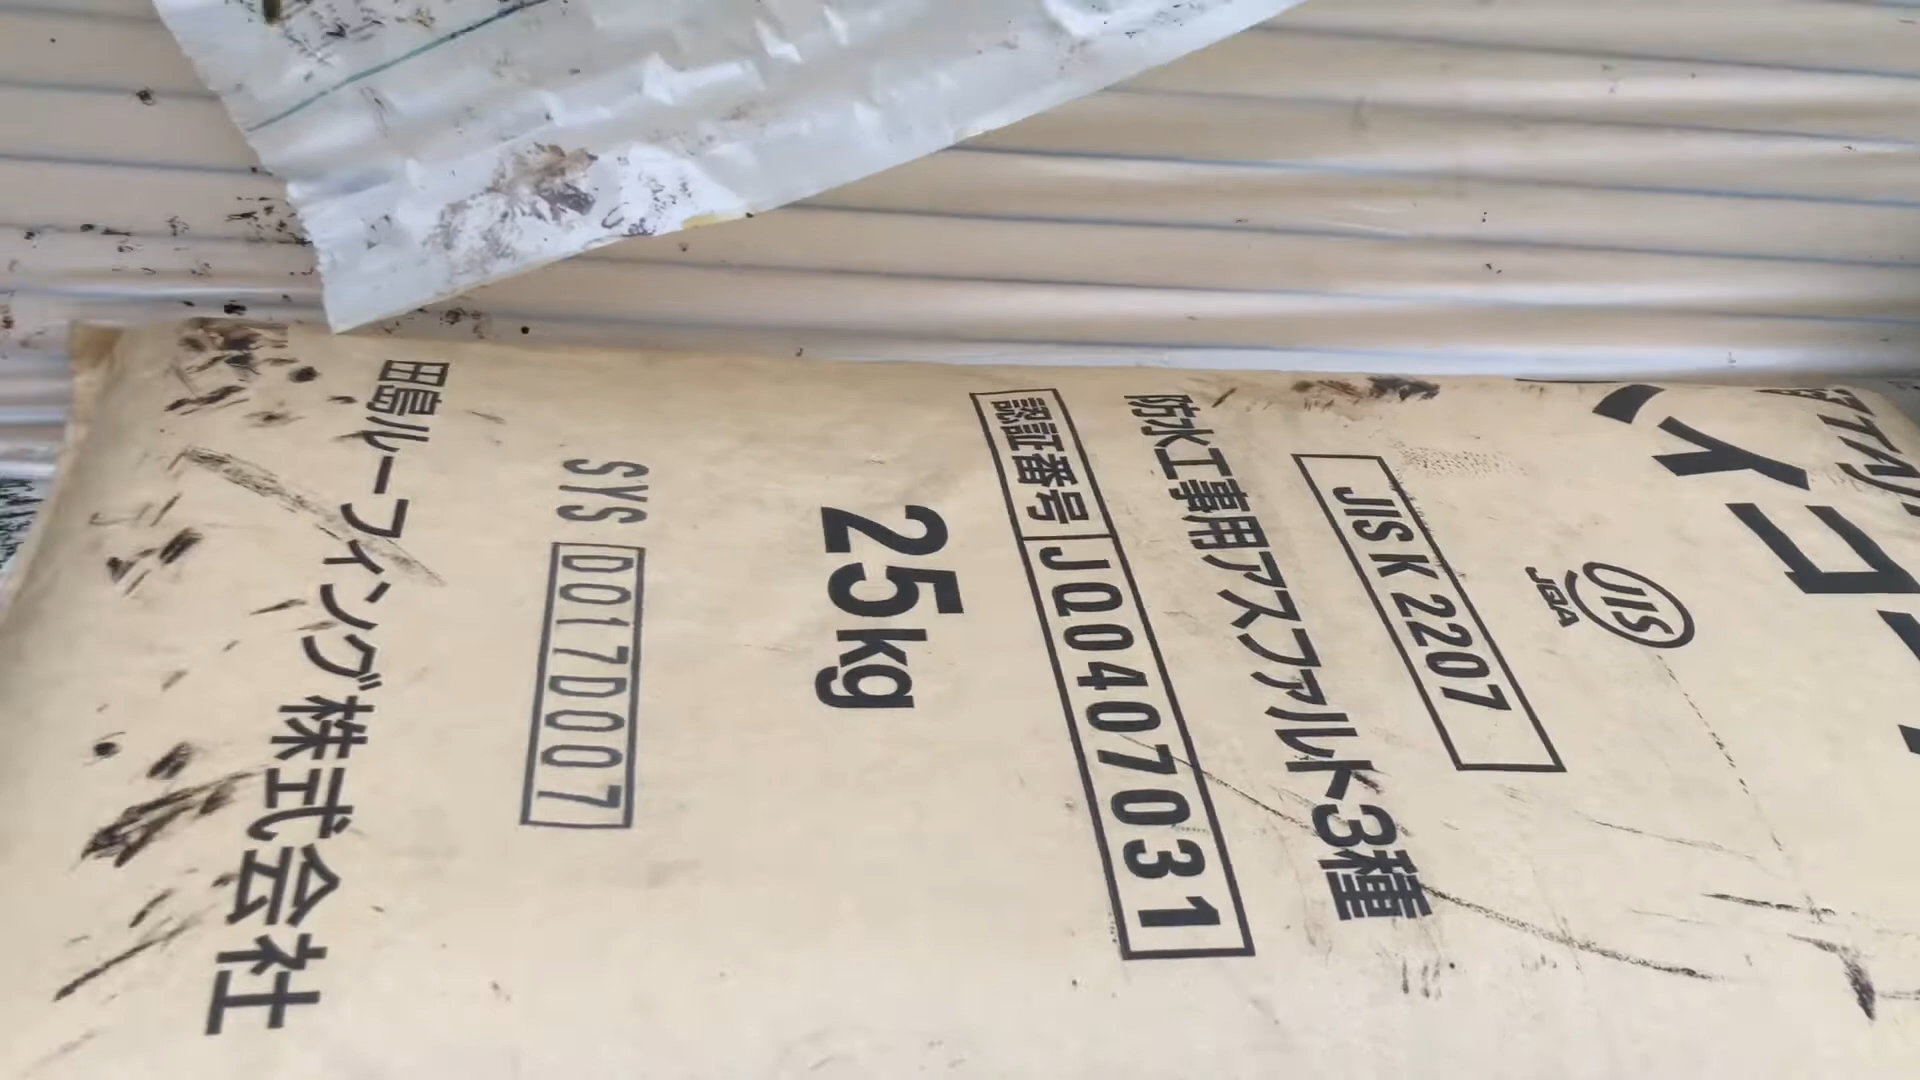 JIS
JQA
JIS K 2207
防水工事用アスファルト3種
認証番号 JQ0407031
25kg
SYS D017D007
田島ルーフィング株式会社